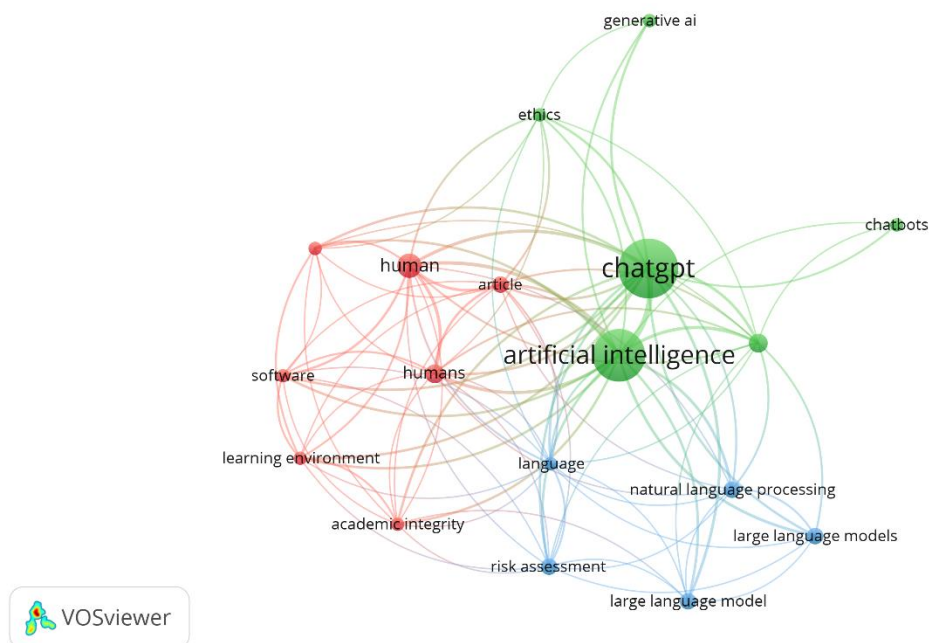 generative ai
ethics
chatbots
human
chatgpt
article
artificial intelligence
software
humans
learning environment
language
natural language processing
academic integrity
large language models
risk assessment
large language model
VOSviewer